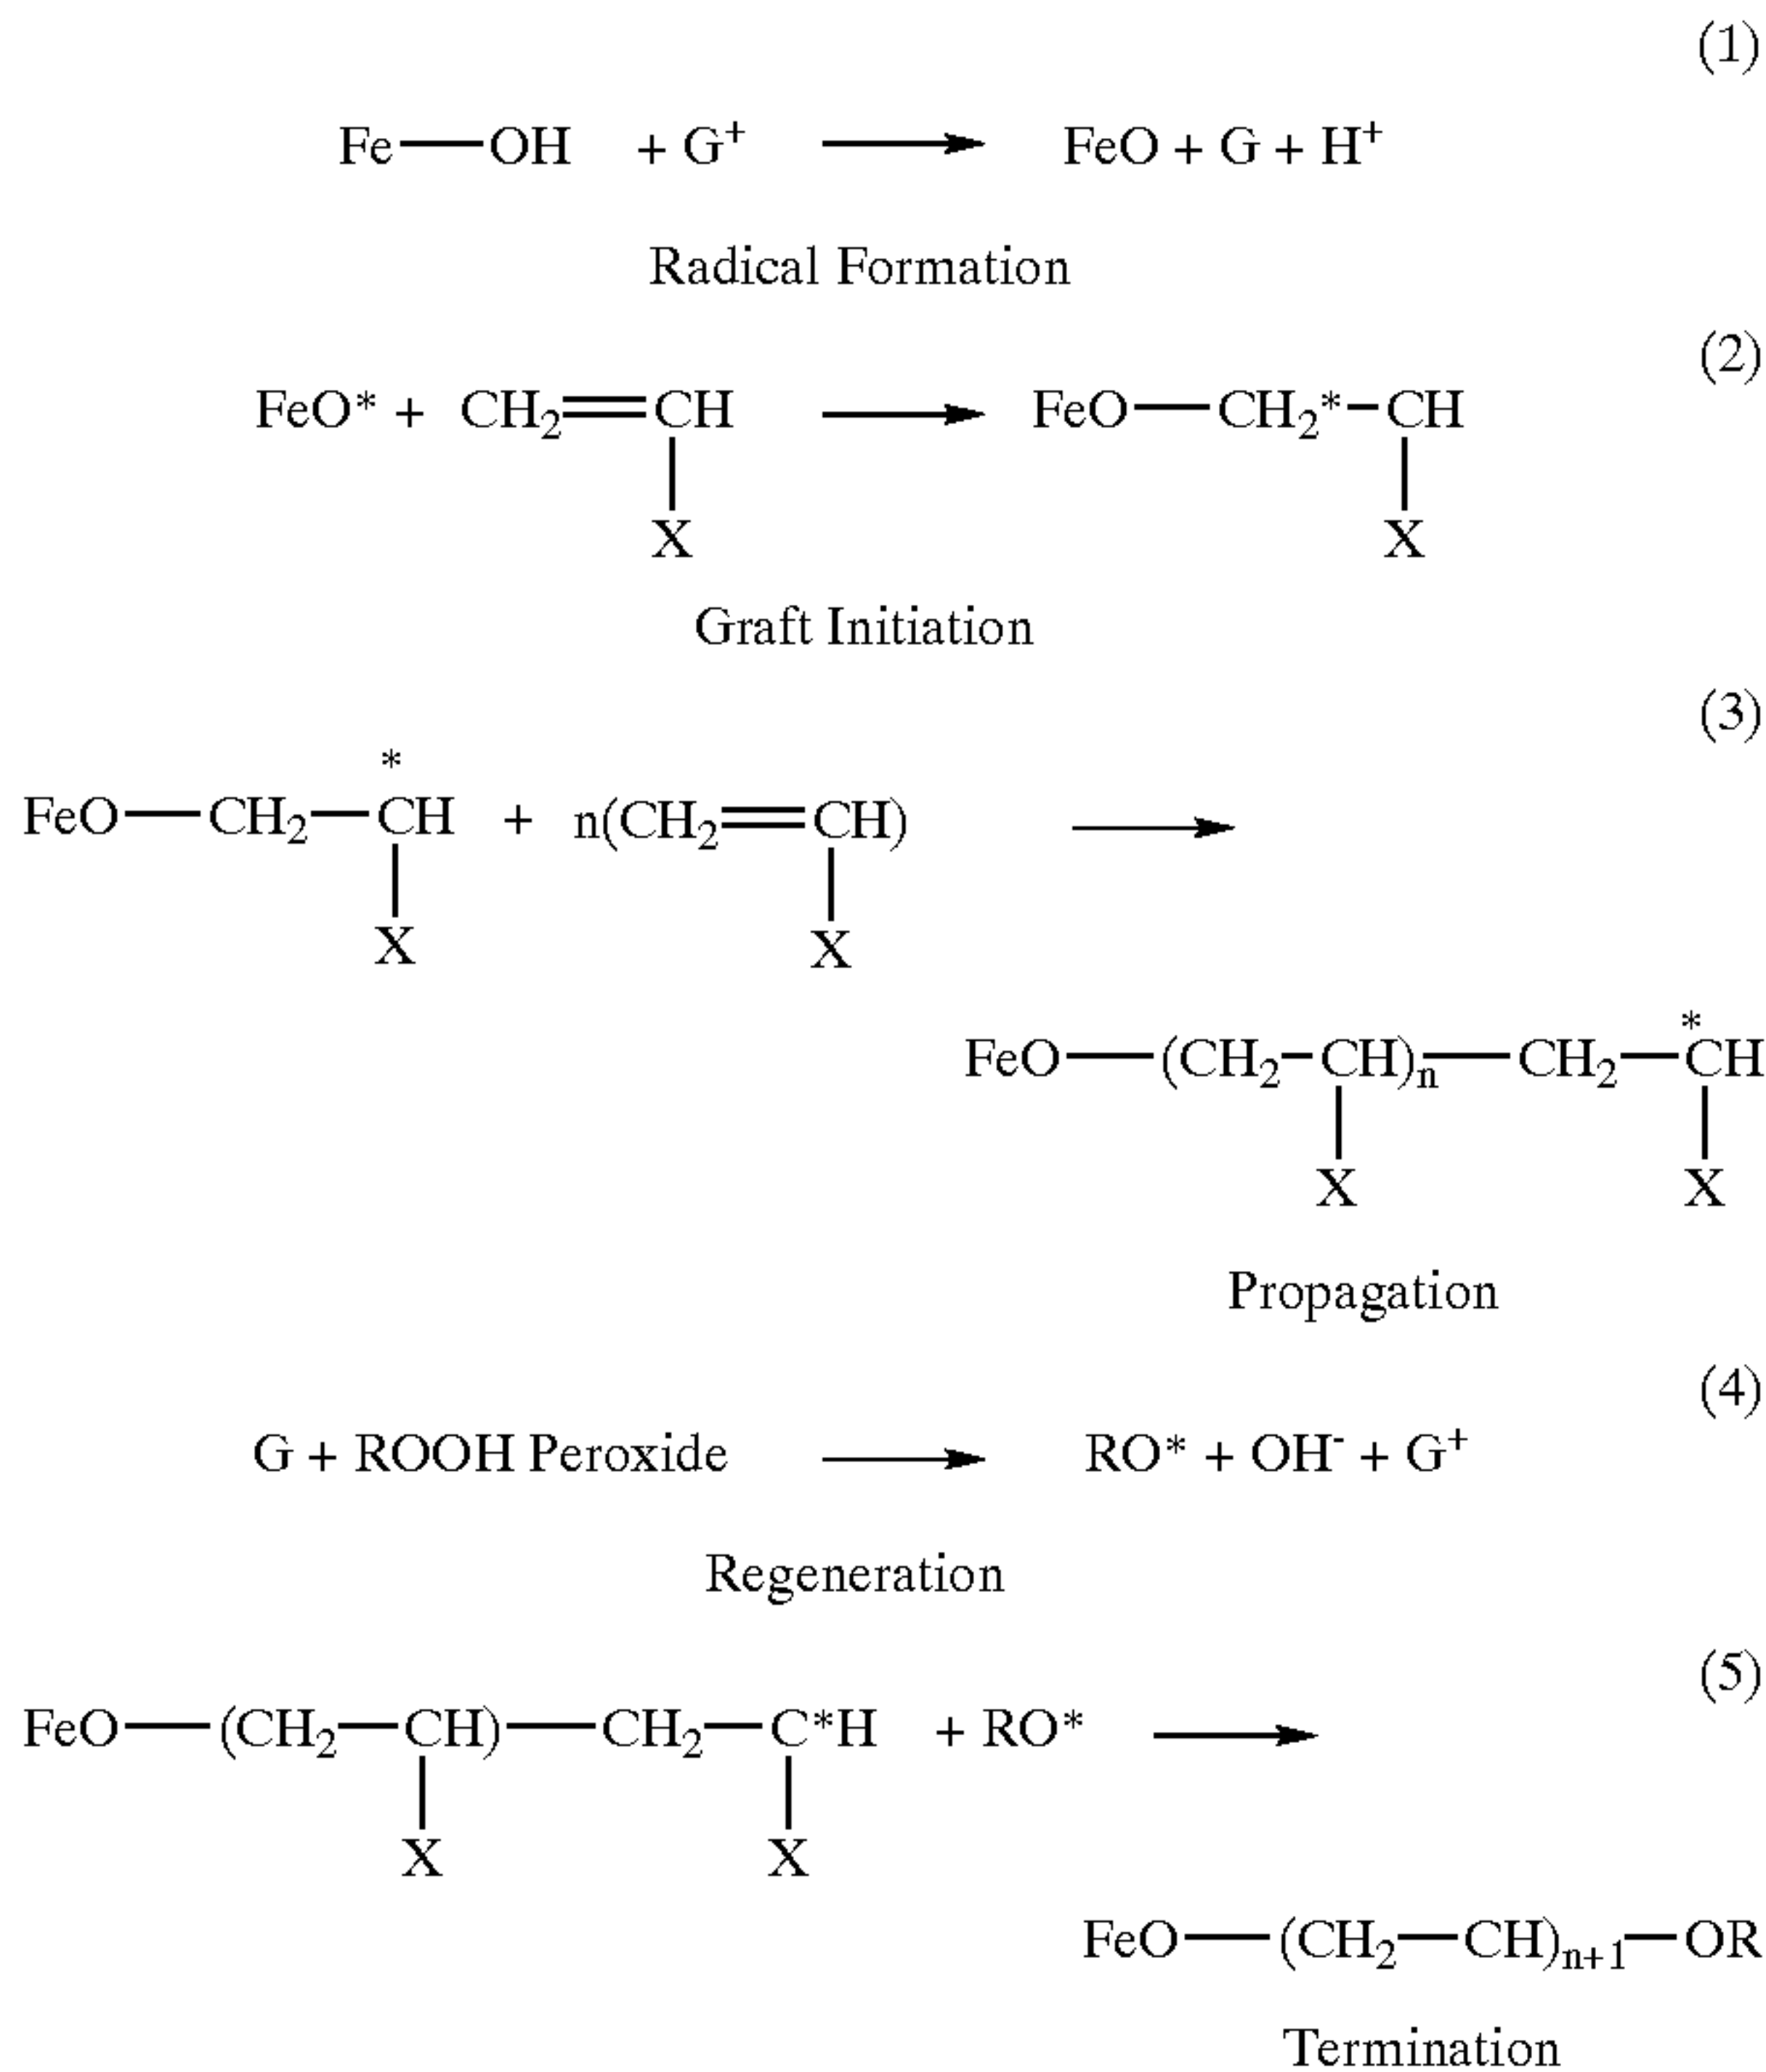 (1)
Fe—OH + G⁺ ⟶ FeO + G + H⁺
Radical Formation
(2)
FeO* + CH₂=CH ⟶ FeO—CH₂*–CH
X X
Graft Initiation
(3)
*
FeO—CH₂—CH + n(CH₂=CH) ⟶
X X
*
FeO—(CH₂–CH)ₙ—CH₂—CH
X X
Propagation
(4)
G + ROOH Peroxide ⟶ RO* + OH⁻ + G⁺
Regeneration
(5)
FeO—(CH₂—CH)—CH₂—C*H + RO* ⟶
X X
FeO—(CH₂—CH)ₙ₊₁—OR
Termination